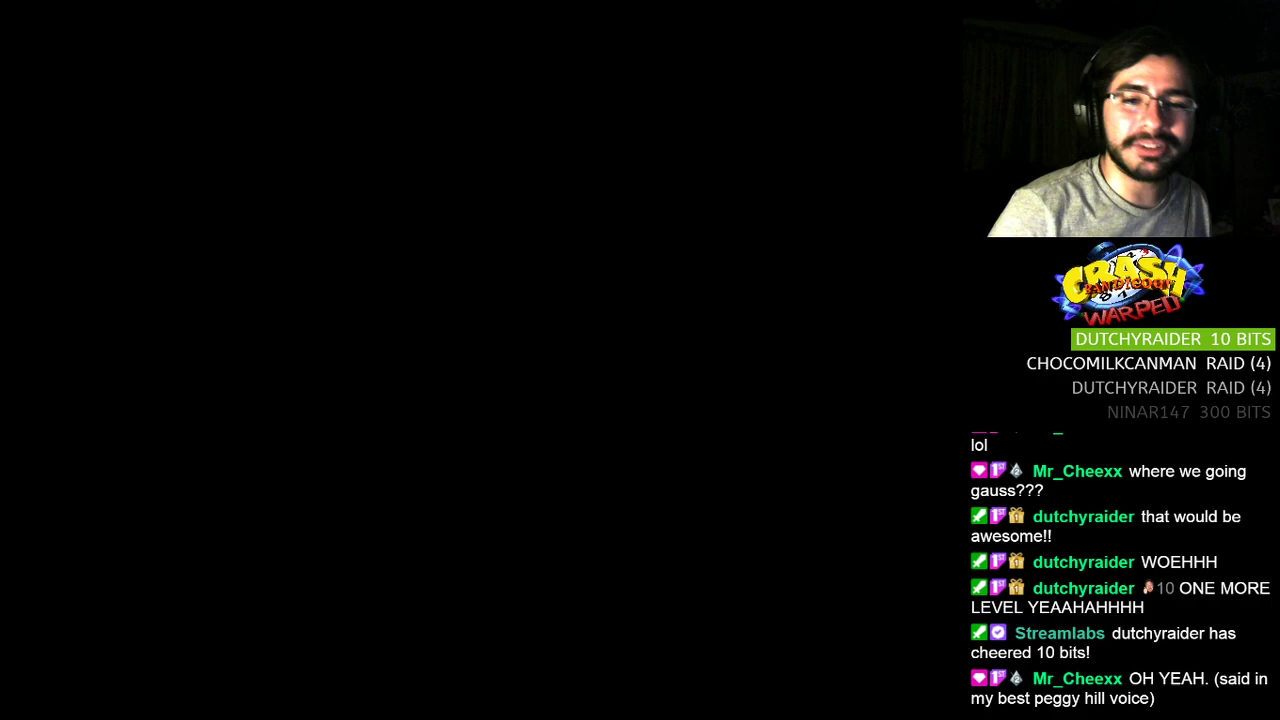 CRASH
BANDICOOT
WARPED
DUTCHYRAIDER 10 BITS
CHOCOMILKCANMAN RAID (4)
DUTCHYRAIDER RAID (4)
NINAR147 300 BITS
lol
Mr_Cheexx where we going
gauss???
dutchyraider that would be
awesome!!
dutchyraider WOEHHH
dutchyraider 10 ONE MORE
LEVEL YEAAHAHHHH
Streamlabs dutchyraider has
cheered 10 bits!
Mr_Cheexx OH YEAH. (said in
my best peggy hill voice)